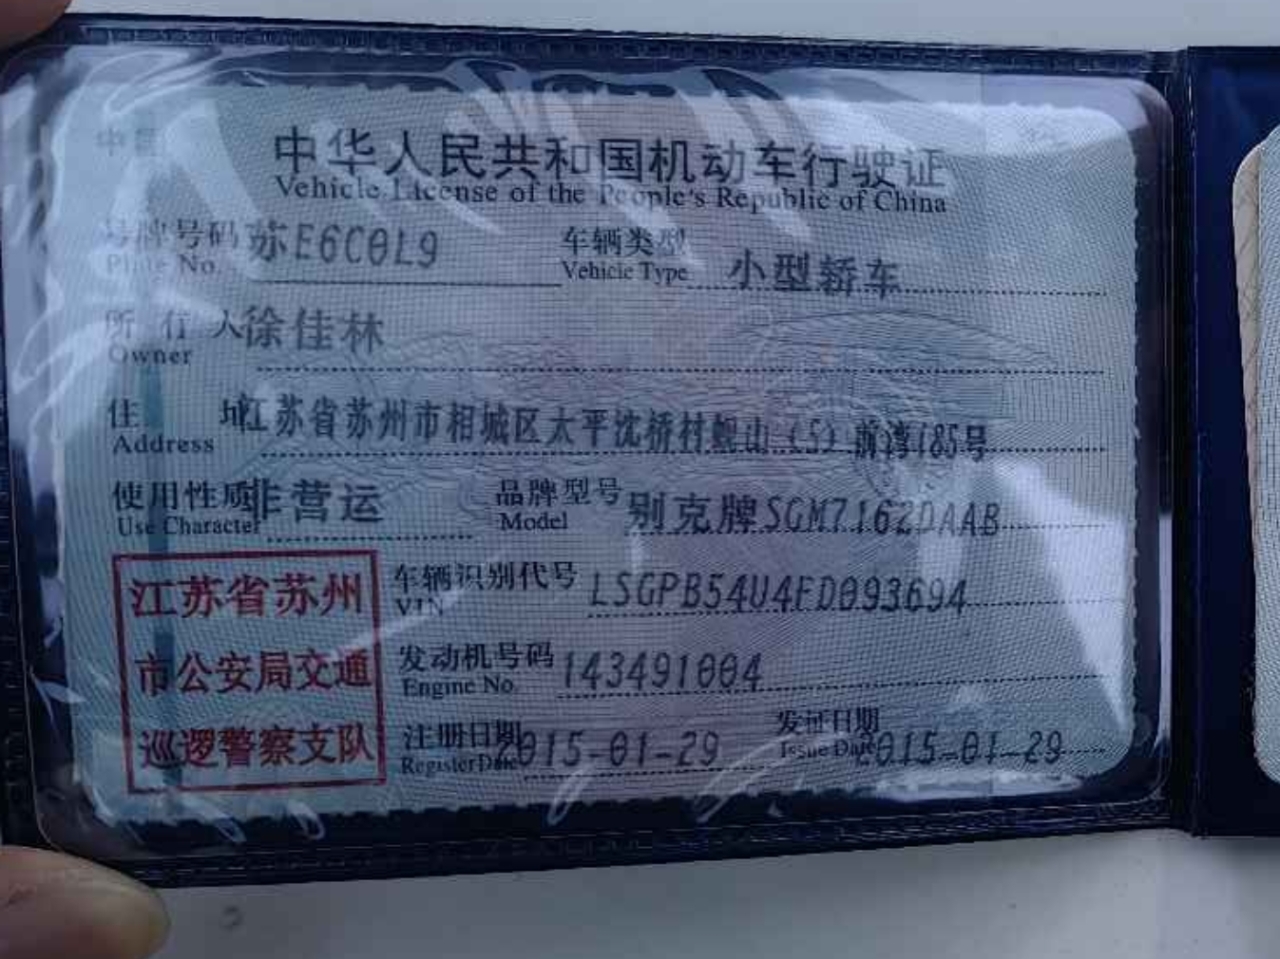 中华人民共和国机动车行驶证
Vehicle License of the People's Republic of China
号牌号码 苏E6C0L9 车辆类型 小型轿车
Plate No. Vehicle Type
所有人 徐佳林
Owner
住址 江苏省苏州市相城区太平沈桥村鲲山(5)前湾185号
Address
使用性质 非营运 品牌型号 别克牌SGM7162DAAB
Use Character Model
江苏省苏州
市公安局交通
巡逻警察支队
车辆识别代号 LSGPB54U4FD093694
VIN
发动机号码 143491004
Engine No.
注册日期 2015-01-29 发证日期 2015-01-29
Register Date Issue Date